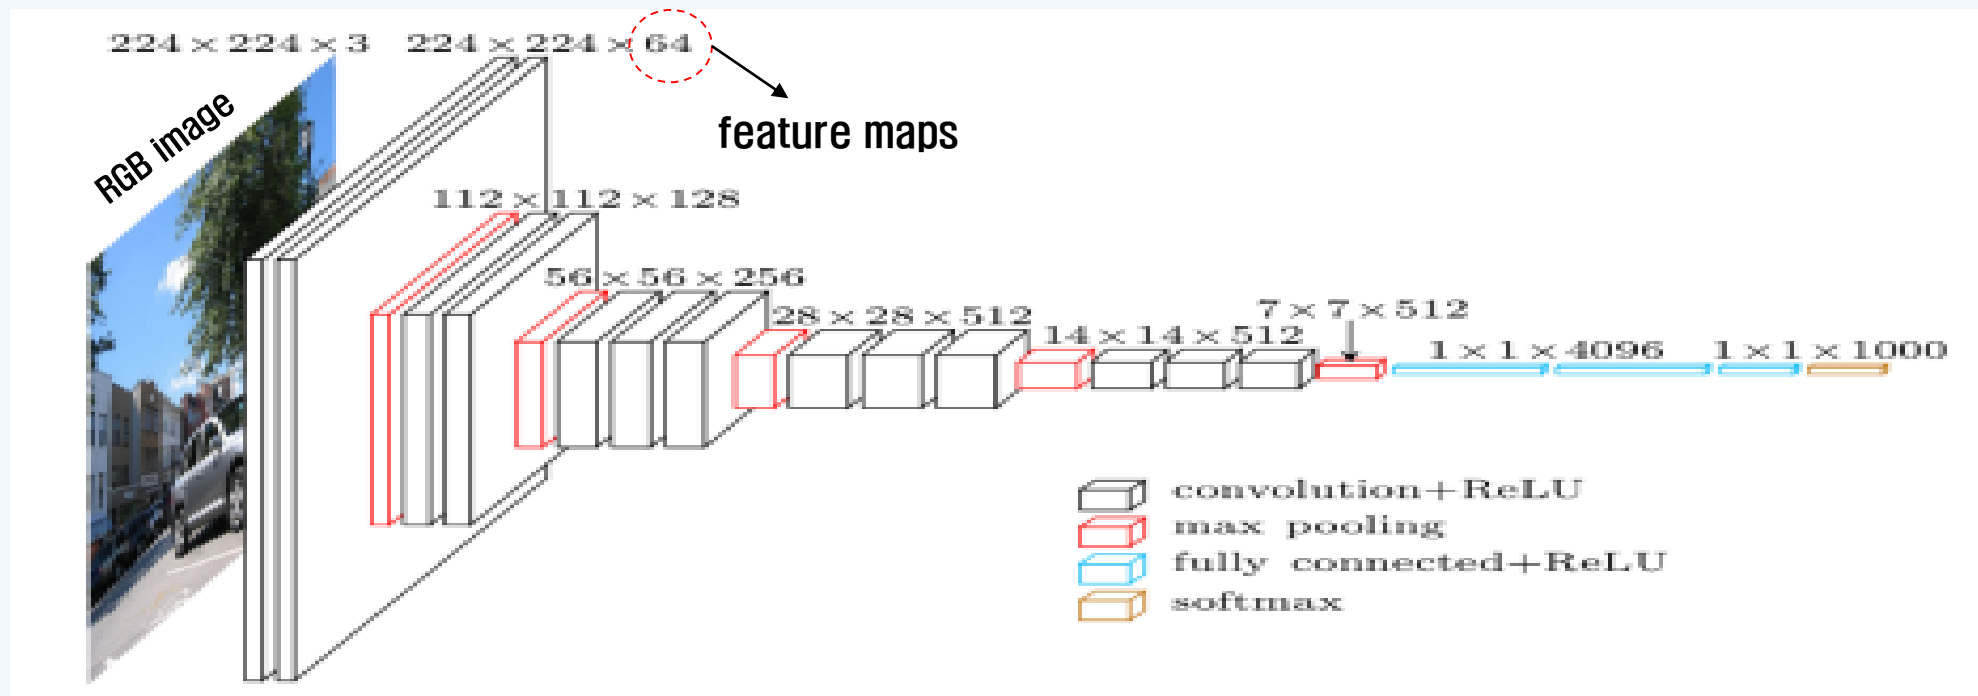 224 × 224 × 3
224 × 224 × 64
RGB image
feature maps
112 × 112 × 128
56 × 56 × 256
28 × 28 × 512
14 × 14 × 512
7 × 7 × 512
1 × 1 × 4096
1 × 1 × 1000
convolution+ReLU
max pooling
fully connected+ReLU
softmax